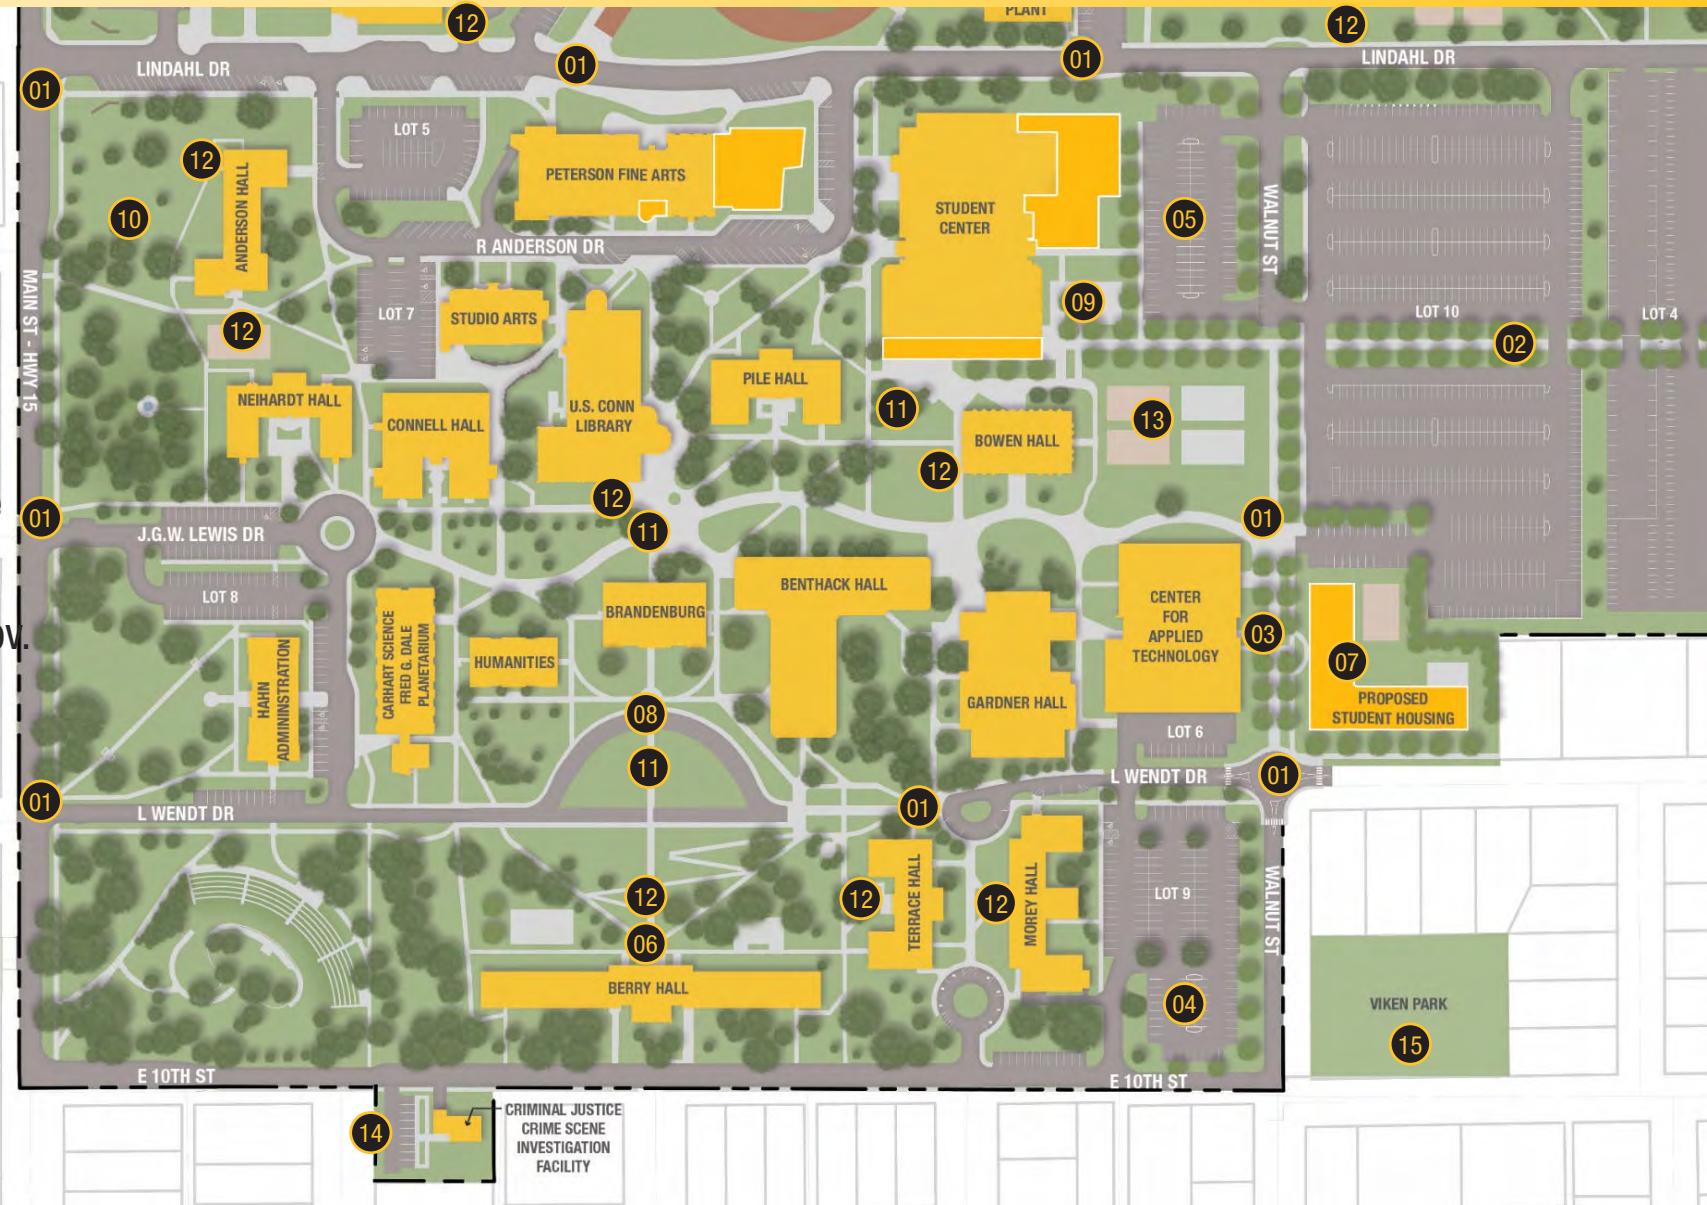 PLANT
12
12
01
01
LINDAHL DR
LINDAHL DR
01
LOT 5
12
PETERSON FINE ARTS
ANDERSON HALL
10
STUDENT
CENTER
05
WALNUT ST
R ANDERSON DR
MAIN ST - HWY 15
LOT 7
STUDIO ARTS
09
LOT 10
LOT 4
12
02
PILE HALL
NEIHARDT HALL
U.S. CONN
LIBRARY
CONNELL HALL
11
13
BOWEN HALL
12
12
01
01
11
J.G.W. LEWIS DR
BENTHACK HALL
LOT 8
BRANDENBURG
CENTER
FOR
APPLIED
TECHNOLOGY
03
ov.
CARHART SCIENCE
FRED G. DALE
PLANETARIUM
HUMANITIES
07
HAHN
ADMININSTRATION
GARDNER HALL
PROPOSED
STUDENT HOUSING
08
LOT 6
11
L WENDT DR
01
01
L WENDT DR
01
12
12
TERRACE HALL
12
MOREY HALL
LOT 9
WALNUT ST
06
BERRY HALL
04
VIKEN PARK
15
E 10TH ST
E 10TH ST
14
CRIMINAL JUSTICE
CRIME SCENE
INVESTIGATION
FACILITY